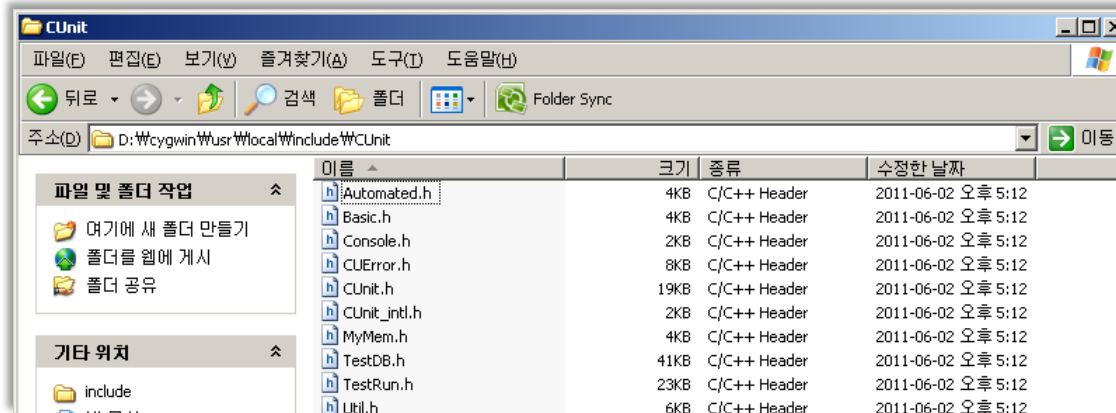 CUnit
파일(F) 편집(E) 보기(V) 즐겨찾기(A) 도구(T) 도움말(H)
뒤로 검색 폴더 Folder Sync
주소(D) D:₩cygwin₩usr₩local₩include₩CUnit 이동
이름 크기 종류 수정한 날짜
파일 및 폴더 작업
여기에 새 폴더 만들기
폴더를 웹에 게시
폴더 공유
기타 위치
include
Automated.h 4KB C/C++ Header 2011-06-02 오후 5:12
Basic.h 4KB C/C++ Header 2011-06-02 오후 5:12
Console.h 2KB C/C++ Header 2011-06-02 오후 5:12
CUError.h 8KB C/C++ Header 2011-06-02 오후 5:12
CUnit.h 19KB C/C++ Header 2011-06-02 오후 5:12
CUnit_intl.h 2KB C/C++ Header 2011-06-02 오후 5:12
MyMem.h 4KB C/C++ Header 2011-06-02 오후 5:12
TestDB.h 41KB C/C++ Header 2011-06-02 오후 5:12
TestRun.h 23KB C/C++ Header 2011-06-02 오후 5:12
Util.h 6KB C/C++ Header 2011-06-02 오후 5:12